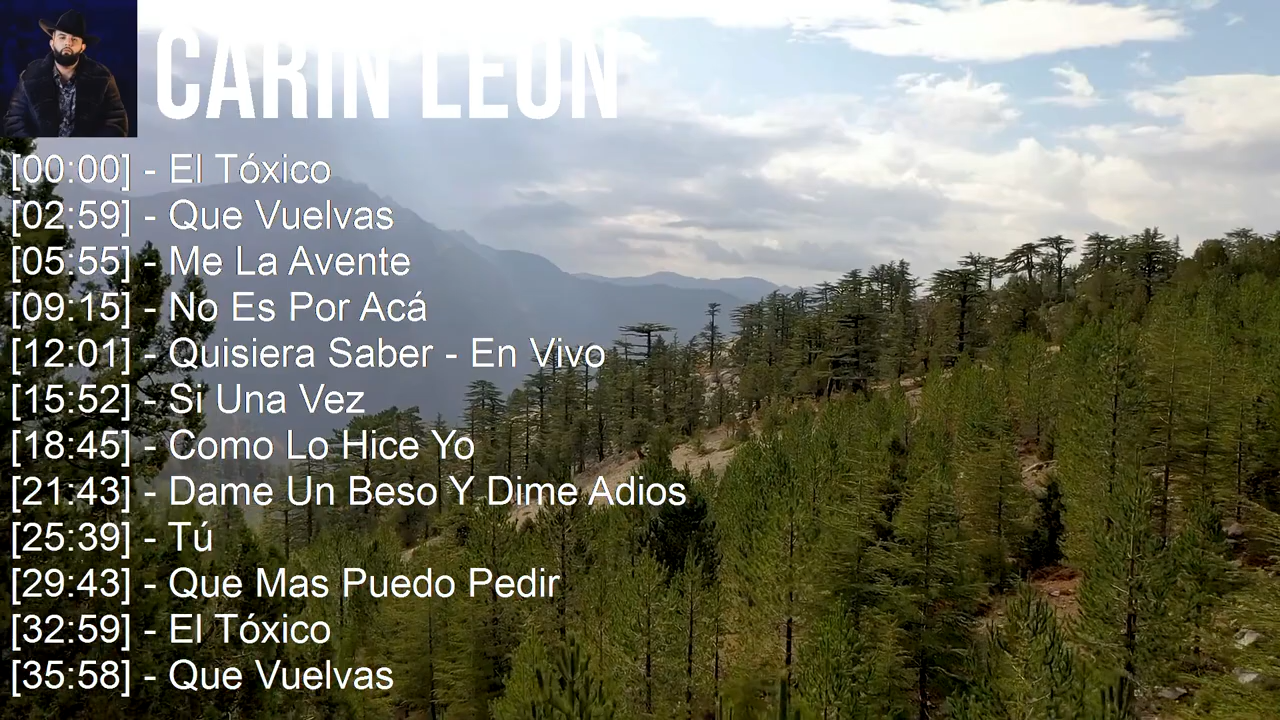 CARIN LEON
[00:00] - El Tóxico
[02:59] - Que Vuelvas
[05:55] - Me La Avente
[09:15] - No Es Por Acá
[12:01] - Quisiera Saber - En Vivo
[15:52] - Si Una Vez
[18:45] - Como Lo Hice Yo
[21:43] - Dame Un Beso Y Dime Adios
[25:39] - Tú
[29:43] - Que Mas Puedo Pedir
[32:59] - El Tóxico
[35:58] - Que Vuelvas